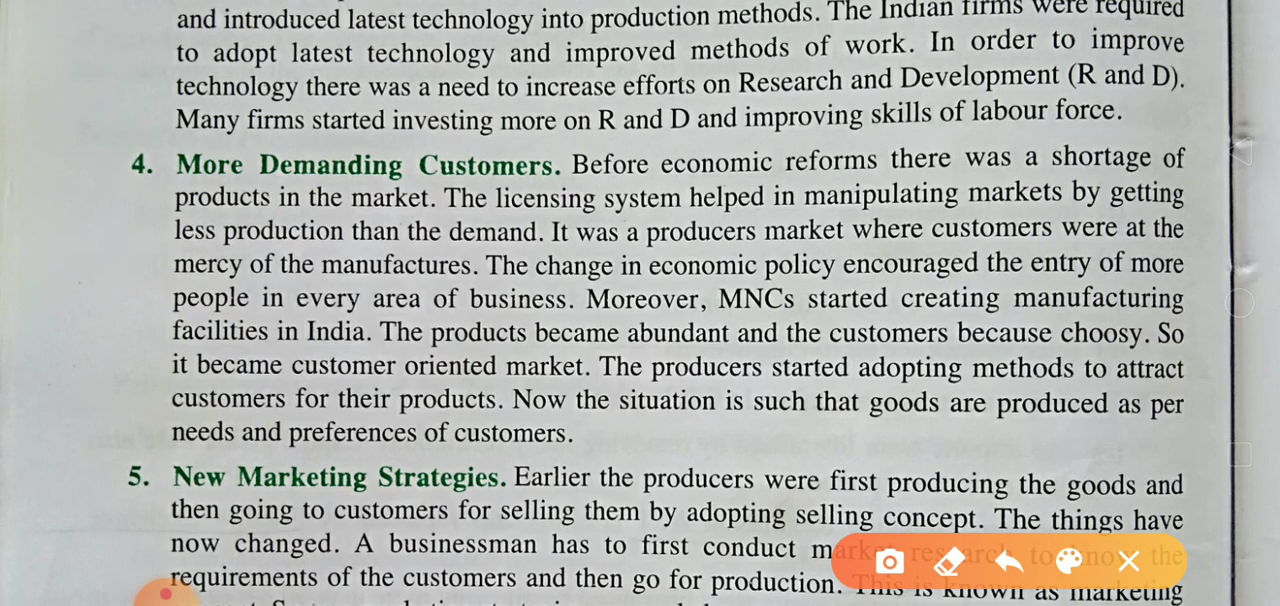 and introduced latest technology into production methods. The Indian firms were required
to adopt latest technology and improved methods of work. In order to improve
technology there was a need to increase efforts on Research and Development (R and D).
Many firms started investing more on R and D and improving skills of labour force.
4. More Demanding Customers. Before economic reforms there was a shortage of
products in the market. The licensing system helped in manipulating markets by getting
less production than the demand. It was a producers market where customers were at the
mercy of the manufactures. The change in economic policy encouraged the entry of more
people in every area of business. Moreover, MNCs started creating manufacturing
facilities in India. The products became abundant and the customers because choosy. So
it became customer oriented market. The producers started adopting methods to attract
customers for their products. Now the situation is such that goods are produced as per
needs and preferences of customers.
5. New Marketing Strategies. Earlier the producers were first producing the goods and
then going to customers for selling them by adopting selling concept. The things have
now changed. A businessman has to first conduct market research to know the
requirements of the customers and then go for production. This is known as marketing